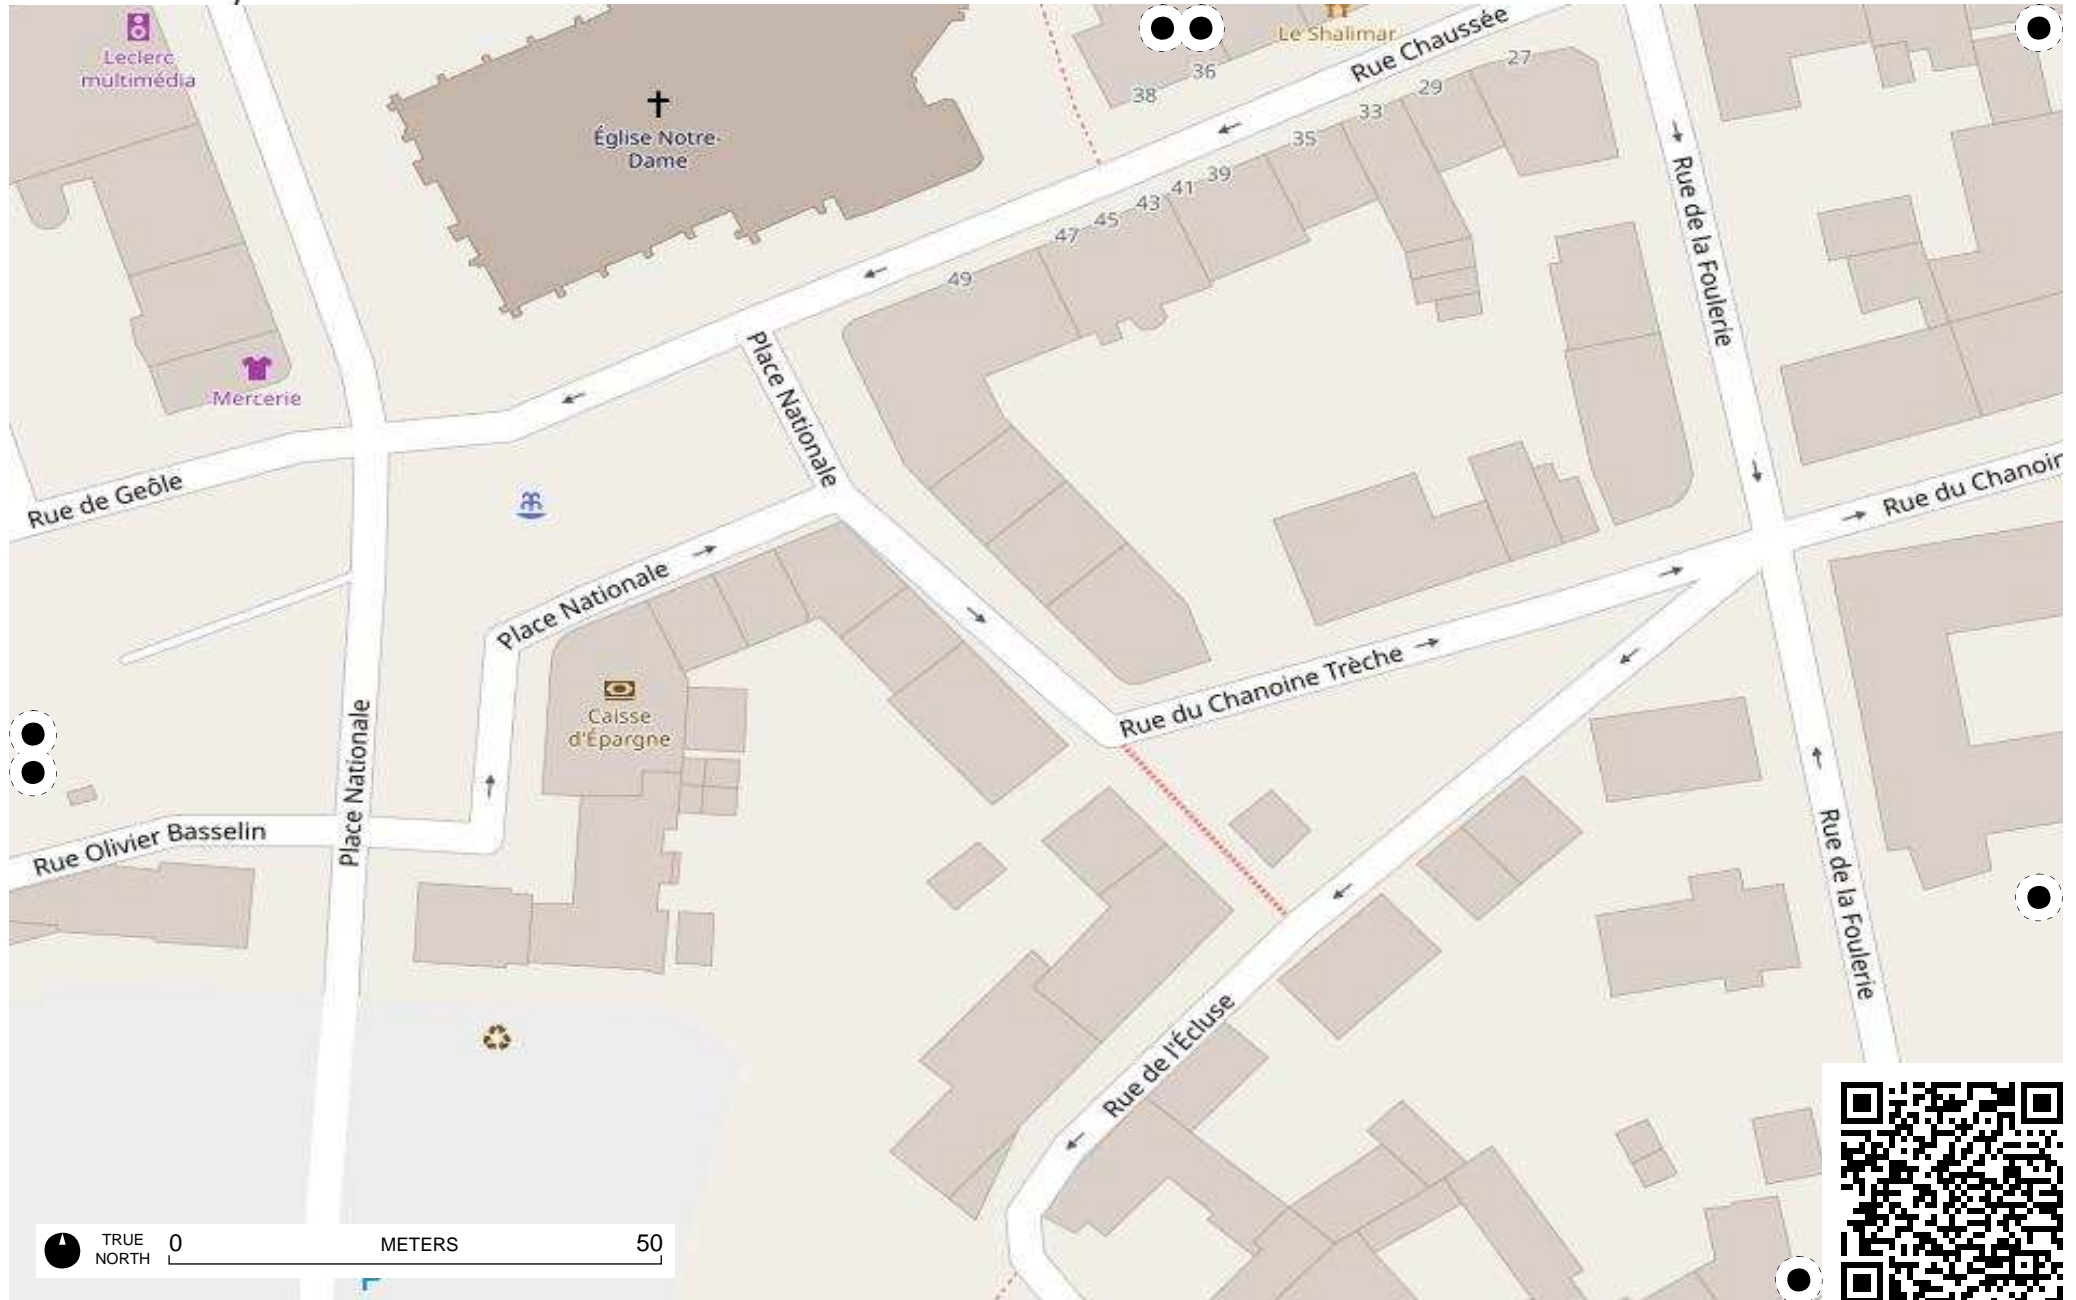 Leclerc
multimédia
Église Notre-
Dame
Le Shalimar
Rue Chaussée
38
36
27
29
33
35
39
41
43
45
47
49
Rue de la Foulerie
Mercerie
Place Nationale
Rue de Geôle
Rue du Chanoin
Place Nationale
Caisse
d'Épargne
Rue du Chanoine Trèche
Place Nationale
Rue Olivier Basselin
Rue de la Foulerie
Rue de l'Écluse
TRUE
NORTH
0 METERS 50